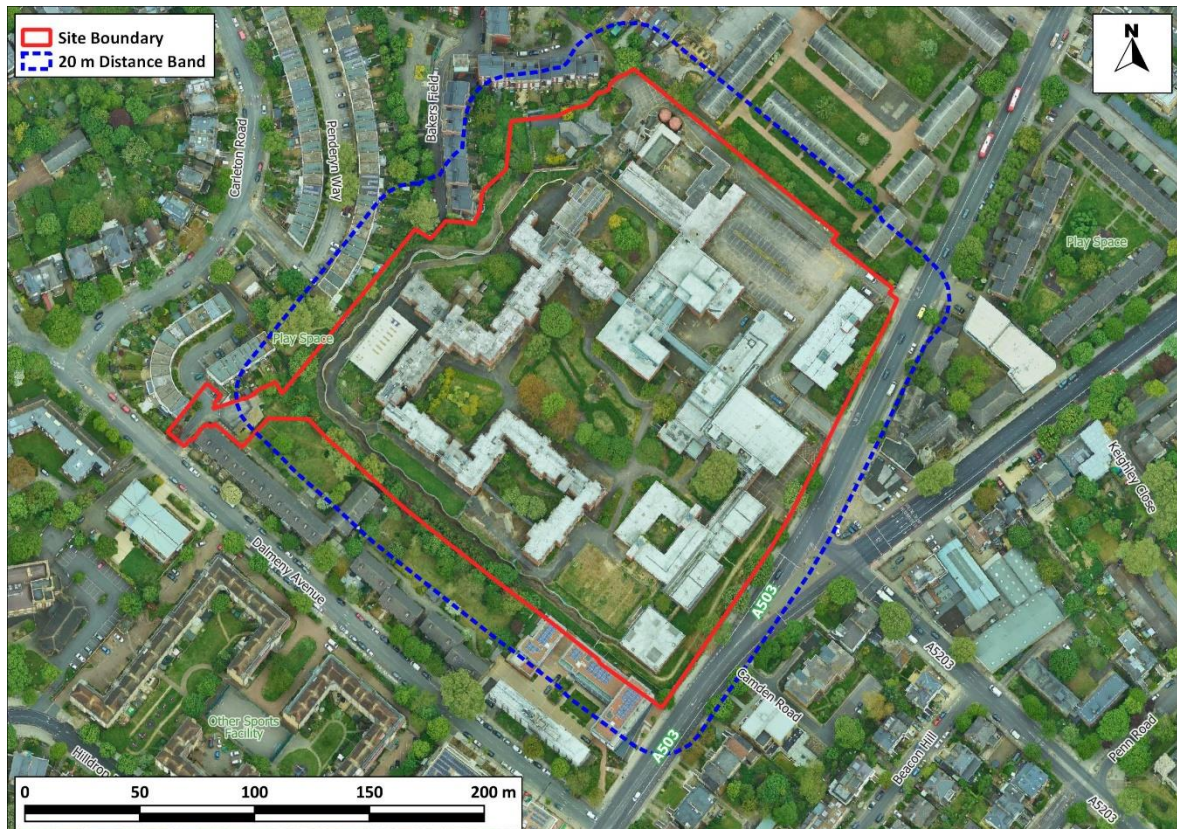 Site Boundary
20 m Distance Band
N
Bakers Field
Penderyn Way
Carleton Road
Play Space
Play Space
Keighley Close
Dalmeny Avenue
A503
Camden Road
A5203
Other Sports
Facility
A503
Beacon Hill
Penn Road
A5203
0 50 100 150 200 m